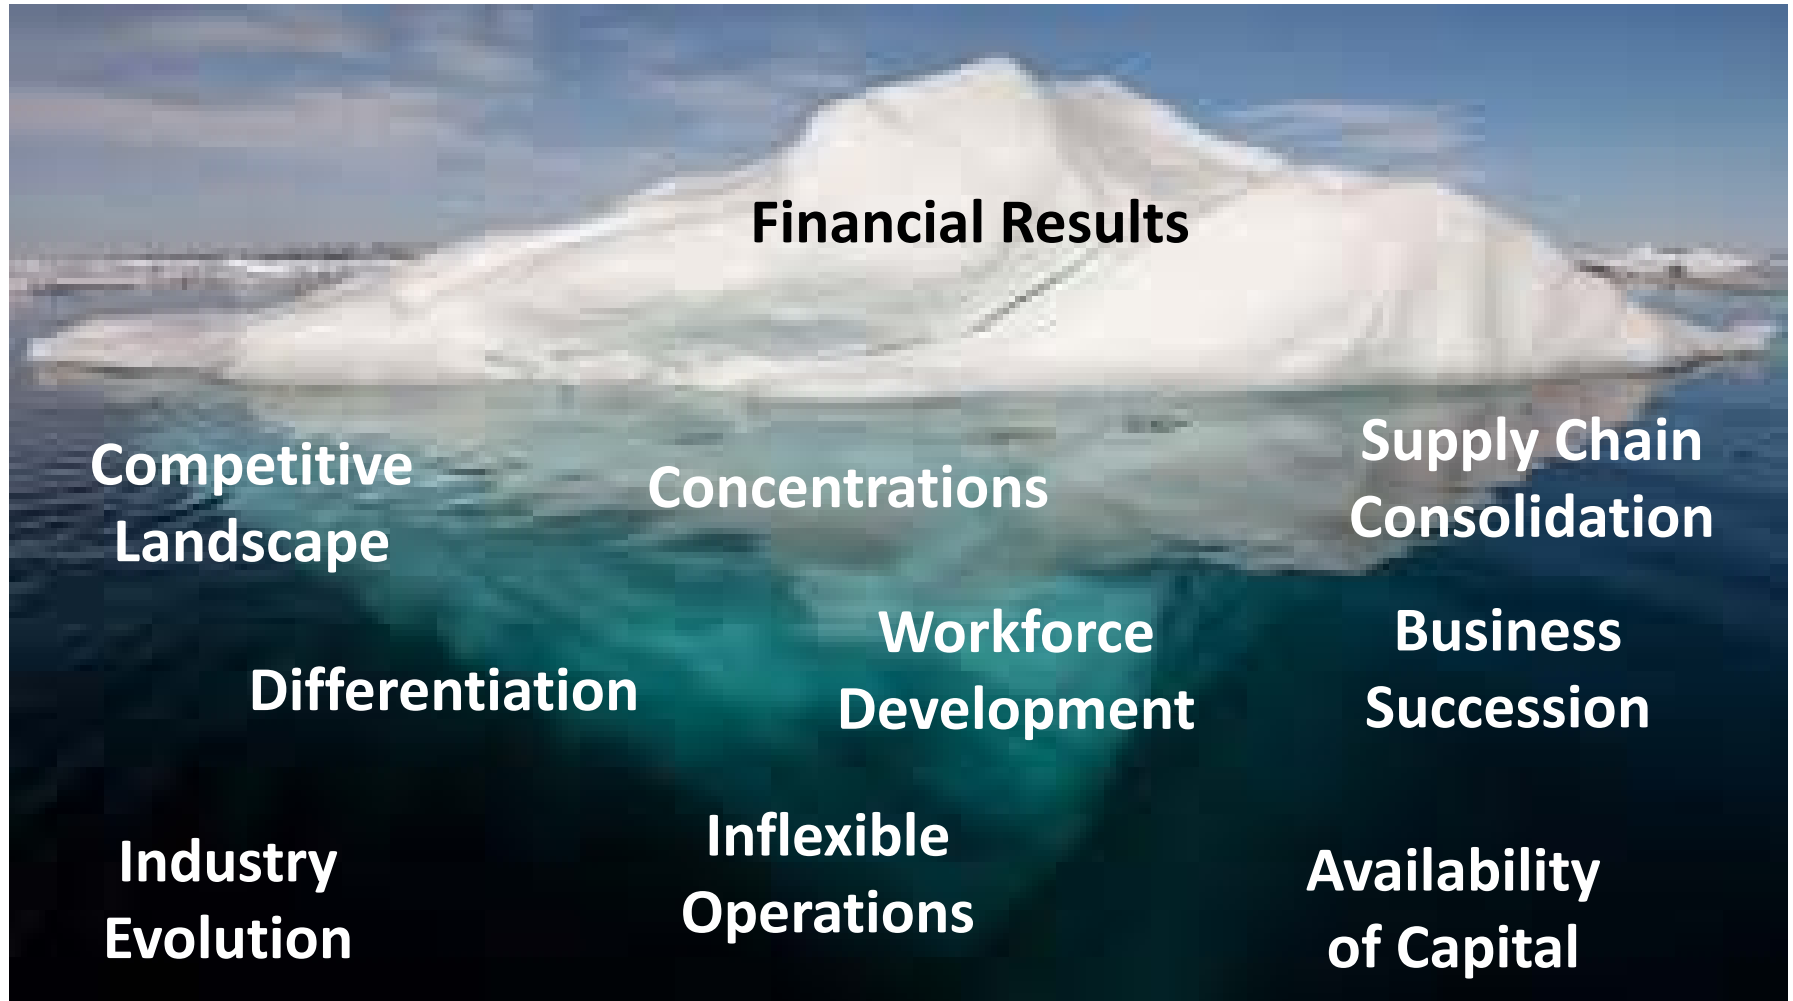 Financial Results
Competitive
Landscape
Concentrations
Supply Chain
Consolidation
Differentiation
Workforce
Development
Business
Succession
Industry
Evolution
Inflexible
Operations
Availability
of Capital